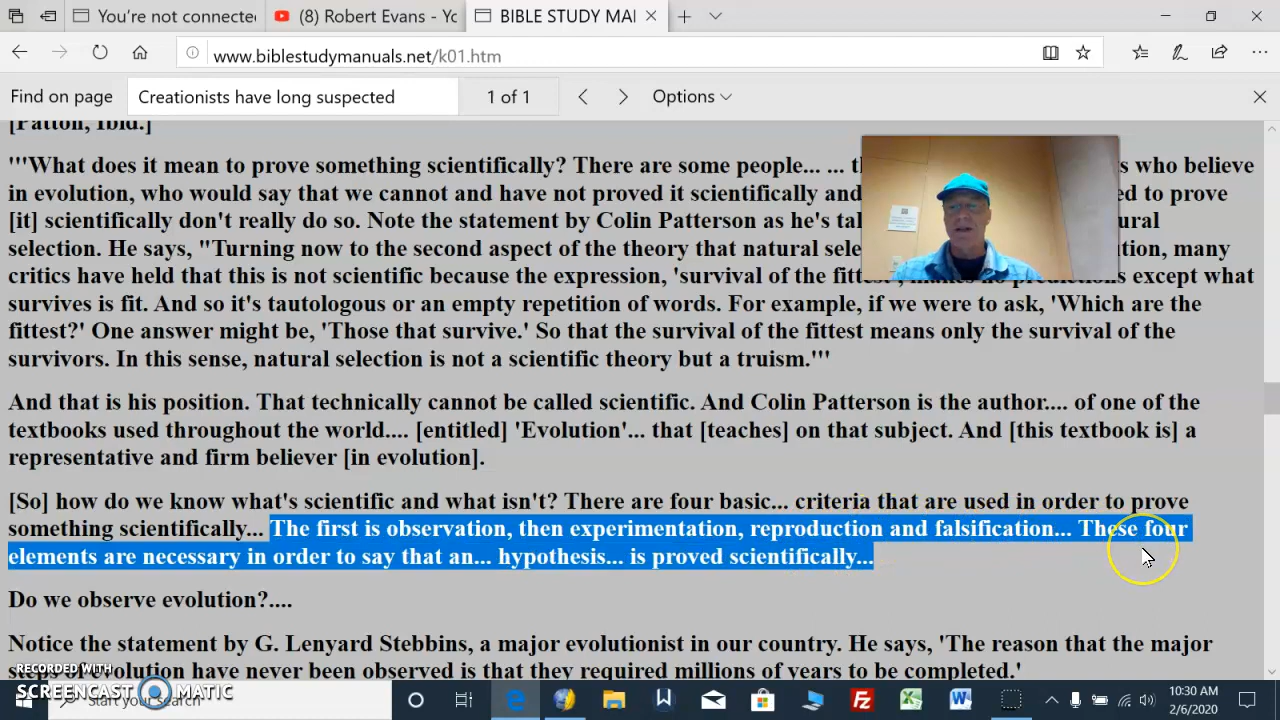 You're not connected
(8) Robert Evans - Yo
BIBLE STUDY MA
www.biblestudymanuals.net/k01.htm
Find on page
Creationists have long suspected
1 of 1
Options
[Patton, Ibid.]
'''What does it mean to prove something scientifically? There are some people... ... s who believe
in evolution, who would say that we cannot and have not proved it scientifically and ed to prove
[it] scientifically don't really do so. Note the statement by Colin Patterson as he's tal ural
selection. He says, "Turning now to the second aspect of the theory that natural sele ution, many
critics have held that this is not scientific because the expression, 'survival of the fittest', makes no predictions except what
survives is fit. And so it's tautologous or an empty repetition of words. For example, if we were to ask, 'Which are the
fittest?' One answer might be, 'Those that survive.' So that the survival of the fittest means only the survival of the
survivors. In this sense, natural selection is not a scientific theory but a truism.'''
And that is his position. That technically cannot be called scientific. And Colin Patterson is the author.... of one of the
textbooks used throughout the world.... [entitled] 'Evolution'... that [teaches] on that subject. And [this textbook is] a
representative and firm believer [in evolution].
[So] how do we know what's scientific and what isn't? There are four basic... criteria that are used in order to prove
something scientifically... The first is observation, then experimentation, reproduction and falsification... These four
elements are necessary in order to say that an... hypothesis... is proved scientifically...
Do we observe evolution?....
Notice the statement by G. Lenyard Stebbins, a major evolutionist in our country. He says, 'The reason that the major
steps of evolution have never been observed is that they required millions of years to be completed.'
RECORDED WITH
SCREENCAST MATIC
Start your search
10:30 AM
2/6/2020